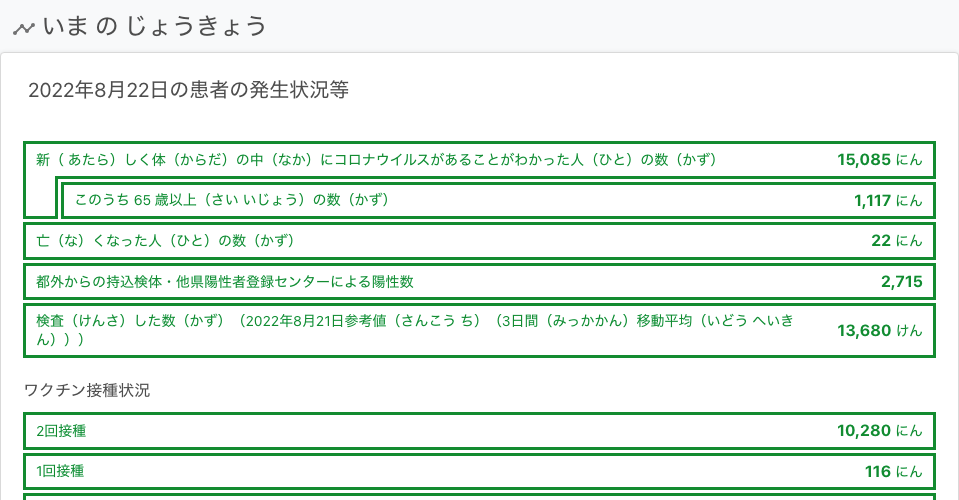 いま の じょうきょう
2022年8月22日の患者の発生状況等
新（ あたら）しく体（からだ）の中（なか）にコロナウイルスがあることがわかった人（ひと）の数（かず） 15,085 にん
このうち 65 歳以上（さい いじょう）の数（かず） 1,117 にん
亡（な）くなった人（ひと）の数（かず） 22 にん
都外からの持込検体・他県陽性者登録センターによる陽性数 2,715
検査（けんさ）した数（かず）（2022年8月21日参考値（さんこう ち）（3日間（みっかかん）移動平均（いどう へいき
ん））） 13,680 けん
ワクチン接種状況
2回接種 10,280 にん
1回接種 116 にん